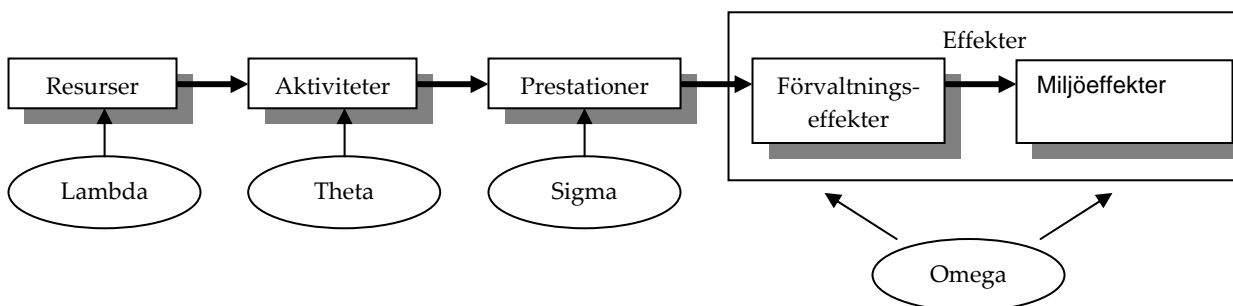 Effekter
Resurser
Aktiviteter
Prestationer
Förvaltnings-
effekter
Miljöeffekter
Lambda
Theta
Sigma
Omega